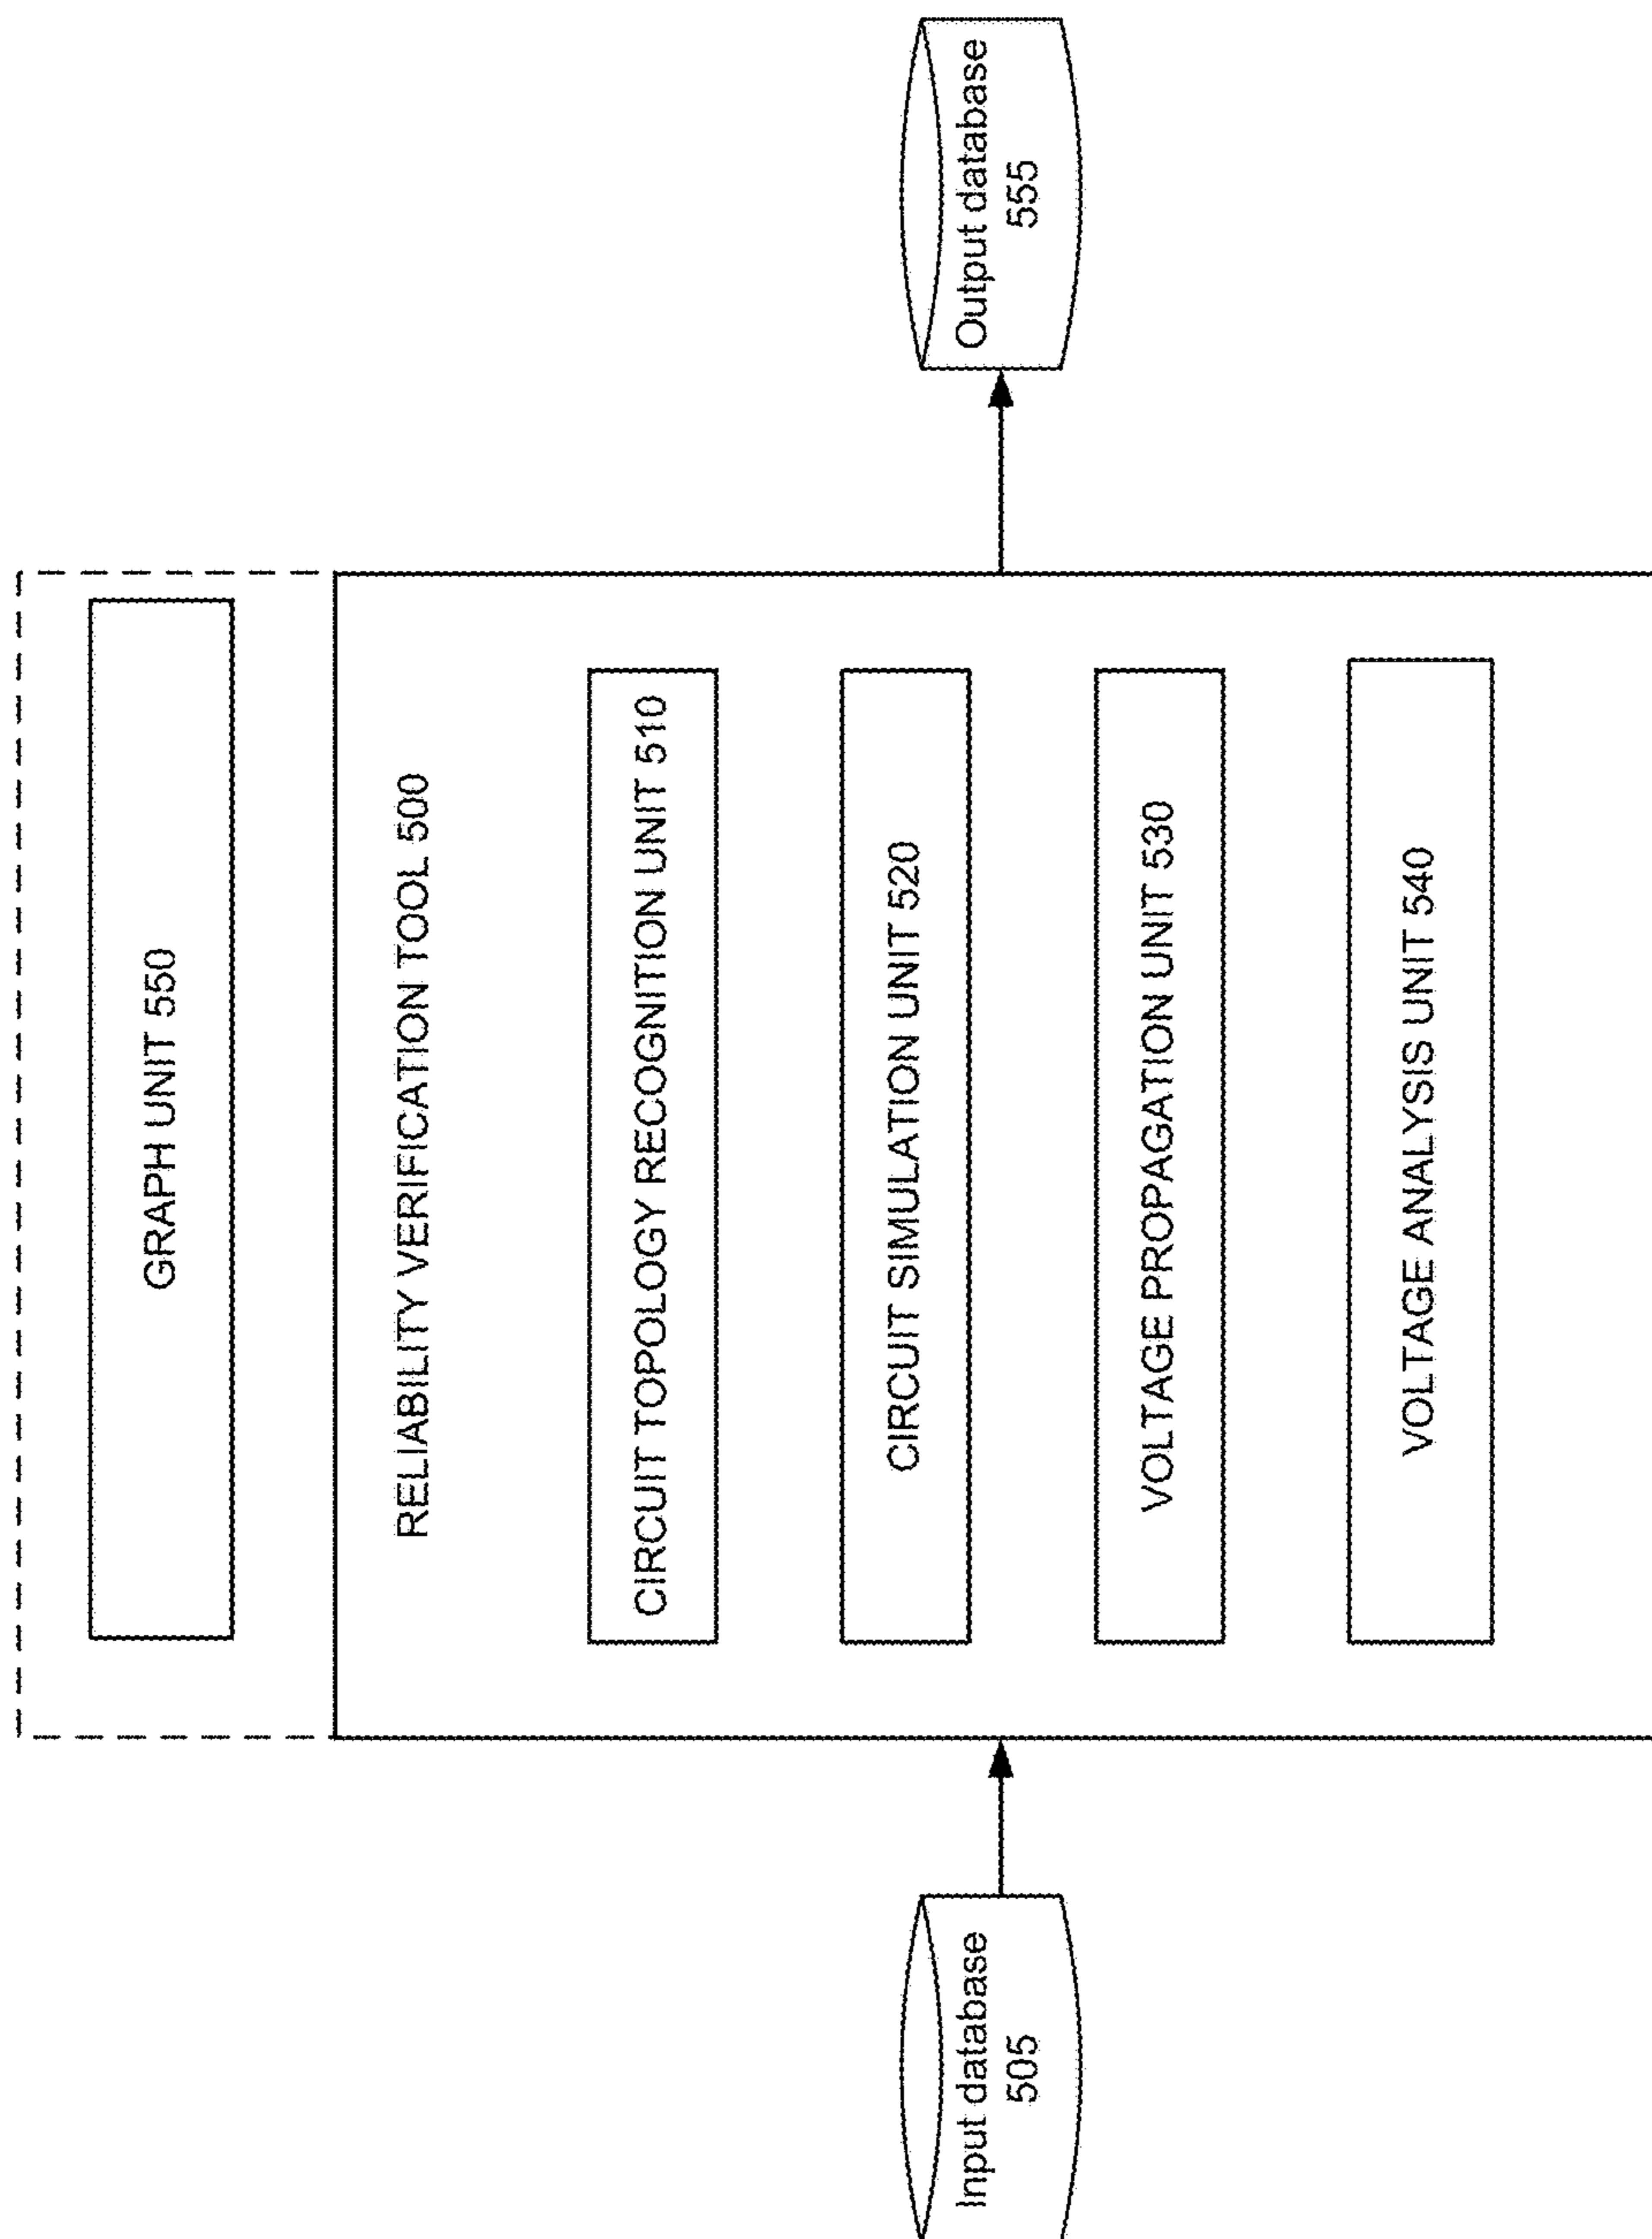 GRAPH UNIT 550
RELIABILITY VERIFICATION TOOL 500
CIRCUIT TOPOLOGY RECOGNITION UNIT 510
CIRCUIT SIMULATION UNIT 520
VOLTAGE PROPAGATION UNIT 530
VOLTAGE ANALYSIS UNIT 540
Input database
505
Output database
555